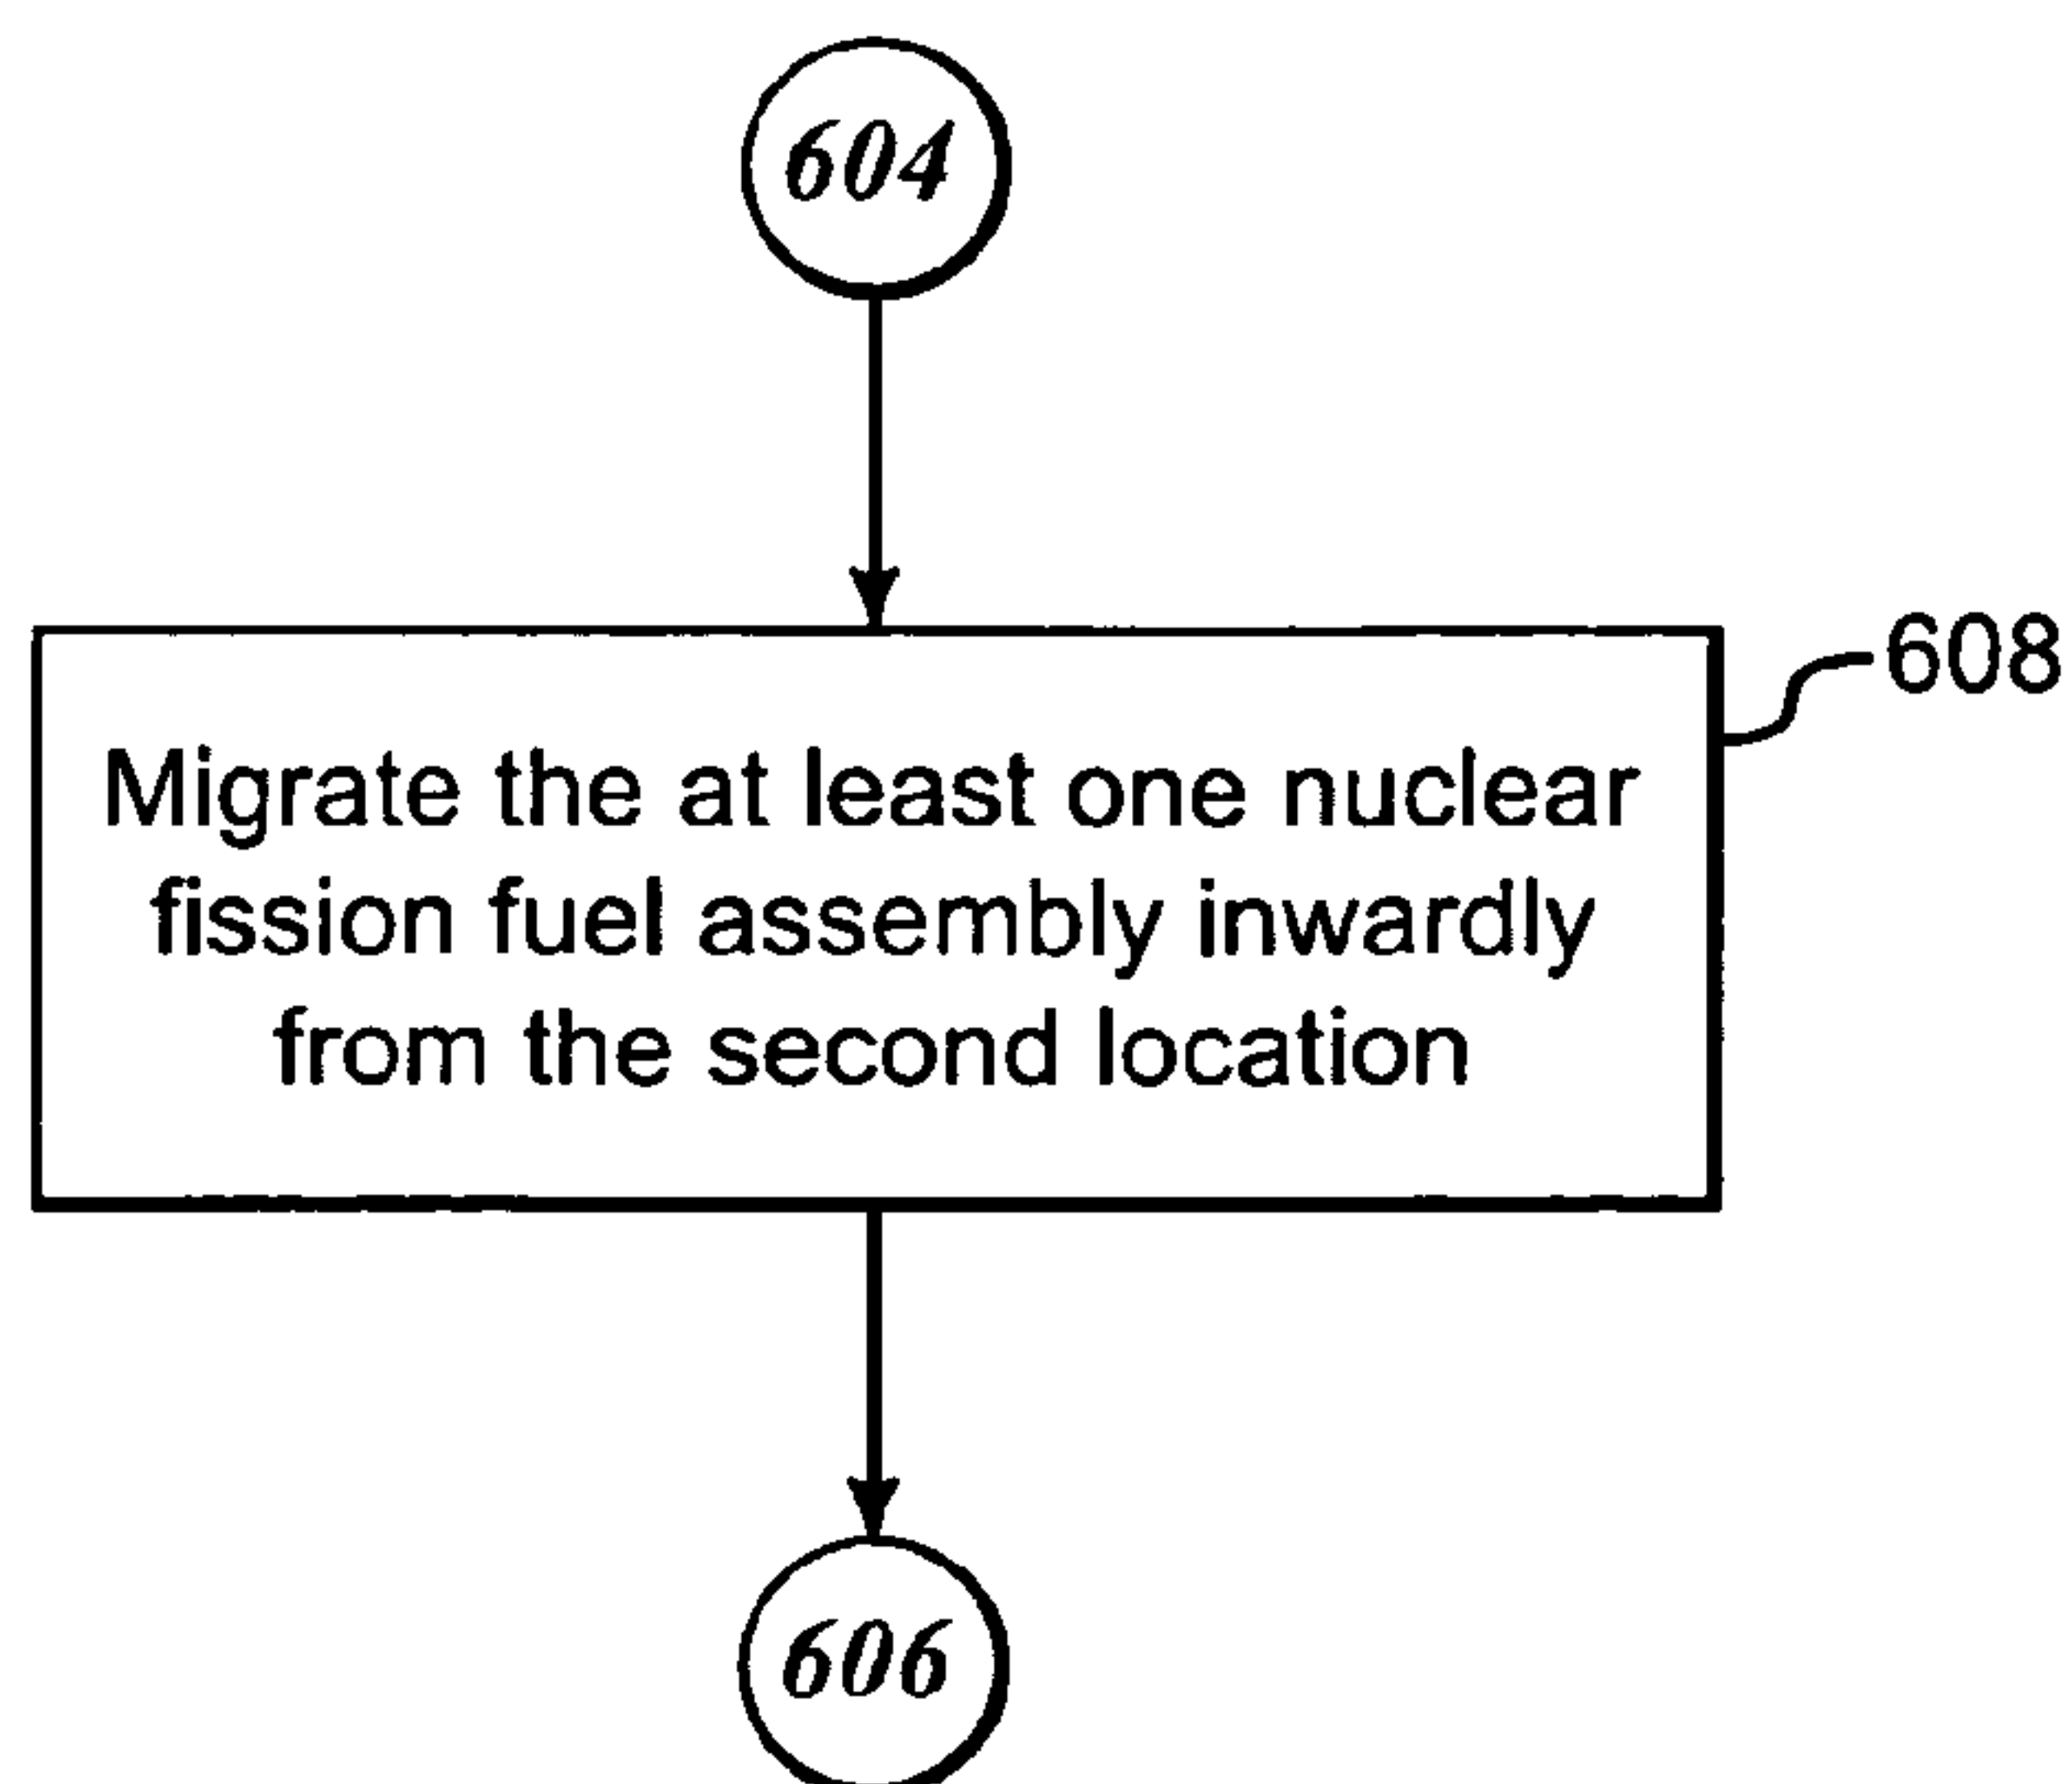 604
608
Migrate the at least one nuclear
fission fuel assembly inwardly
from the second location
606